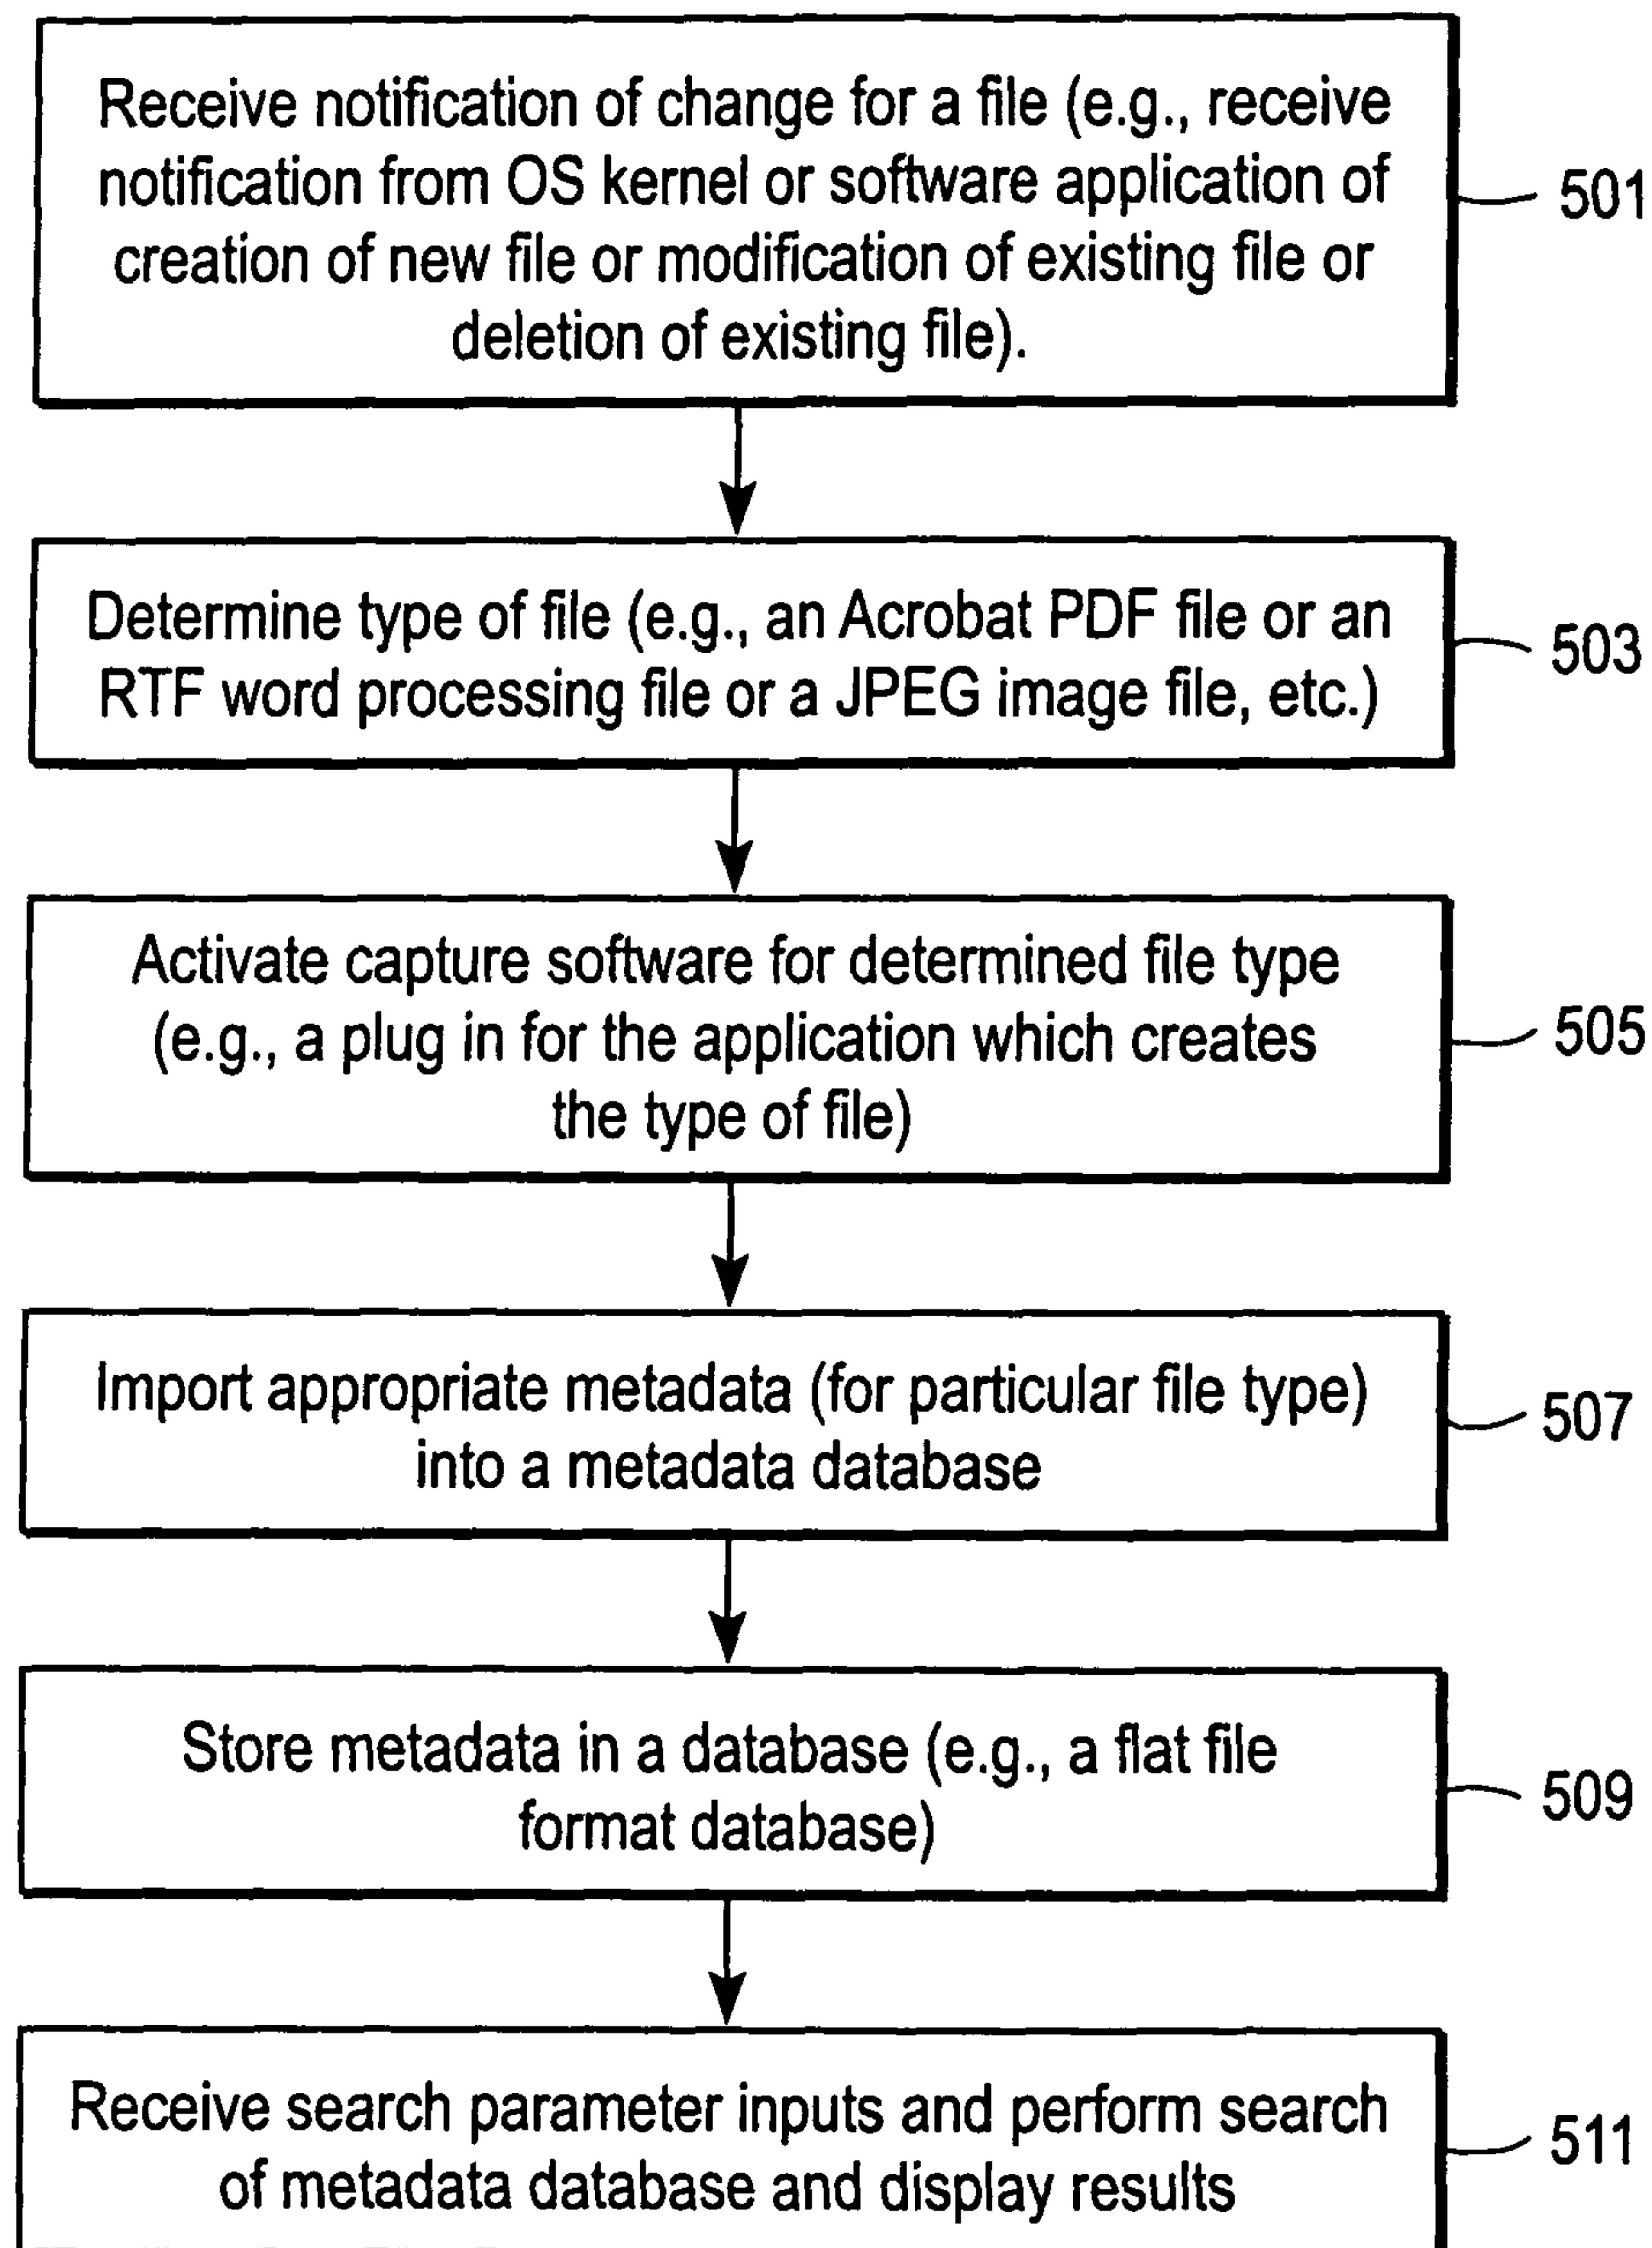 Receive notification of change for a file (e.g., receive
notification from OS kernel or software application of
creation of new file or modification of existing file or
deletion of existing file).
501
Determine type of file (e.g., an Acrobat PDF file or an
RTF word processing file or a JPEG image file, etc.)
503
Activate capture software for determined file type
(e.g., a plug in for the application which creates
the type of file)
505
Import appropriate metadata (for particular file type)
into a metadata database
507
Store metadata in a database (e.g., a flat file
format database)
509
Receive search parameter inputs and perform search
of metadata database and display results
511